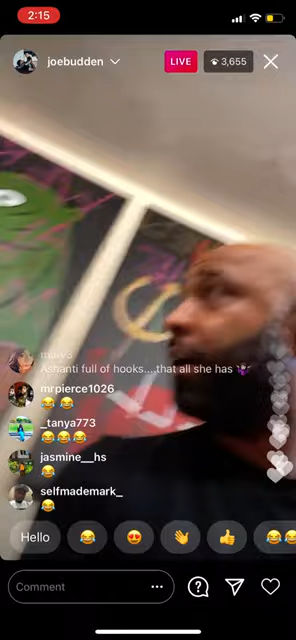 2:15
joebudden
LIVE
3,655
Ashanti full of hooks....that all she has
mrpierce1026
_tanya773
jasmine__hs
selfmademark_
Hello
Comment